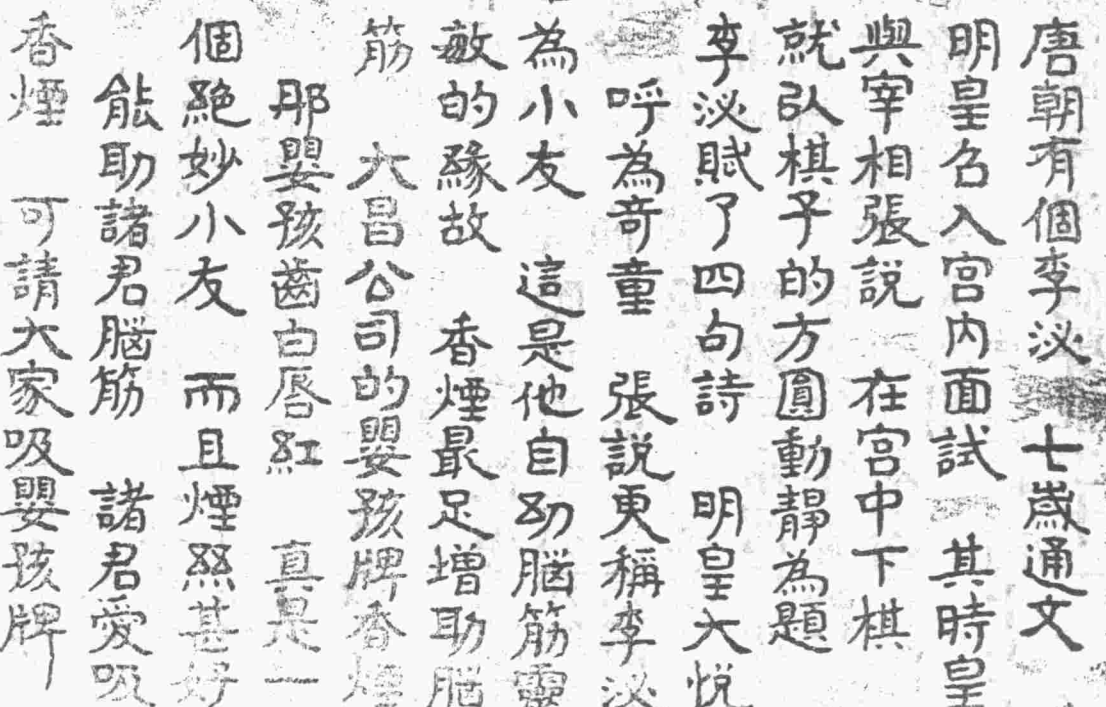 唐朝有個李泌 七歲通文
明皇召入宮內面試 其時皇
與宰相張說 在宮中下棋
就以棋子的方圓動靜為題
李泌賦了四句詩 明皇大悅
呼為奇童 張說更稱李泌
為小友 這是他自幼腦筋靈
敏的緣故 香煙最足增助腦
筋 大昌公司的嬰孩牌香煙
那嬰孩齒白唇紅 真是一
個絕妙小友 而且煙絲甚好
能助諸君腦筋 諸君愛吸
香煙 可請大家吸嬰孩牌